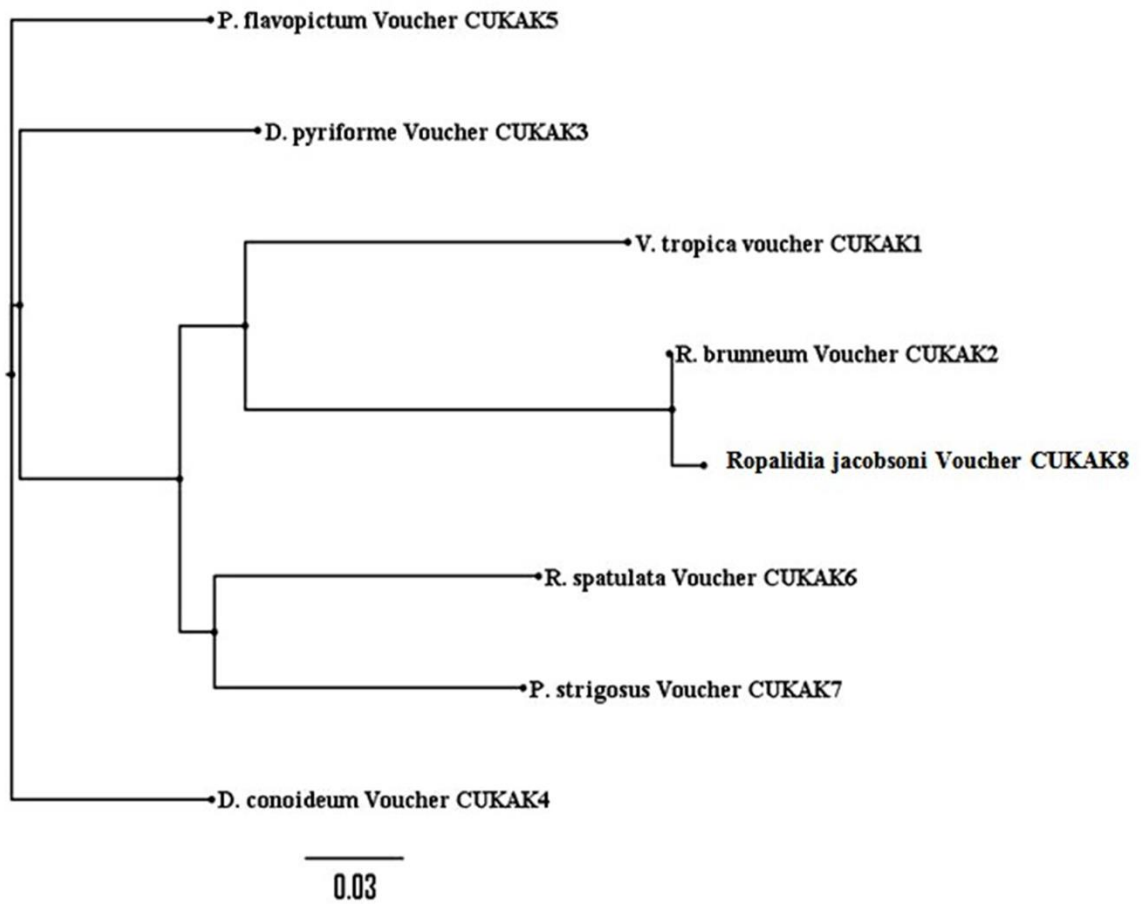 P. flavopictum Voucher CUKAK5
D. pyriforme Voucher CUKAK3
V. tropica voucher CUKAK1
R. brunneum Voucher CUKAK2
Ropalidia jacobsoni Voucher CUKAK8
R. spatulata Voucher CUKAK6
P. strigosus Voucher CUKAK7
D. conoideum Voucher CUKAK4
0.03